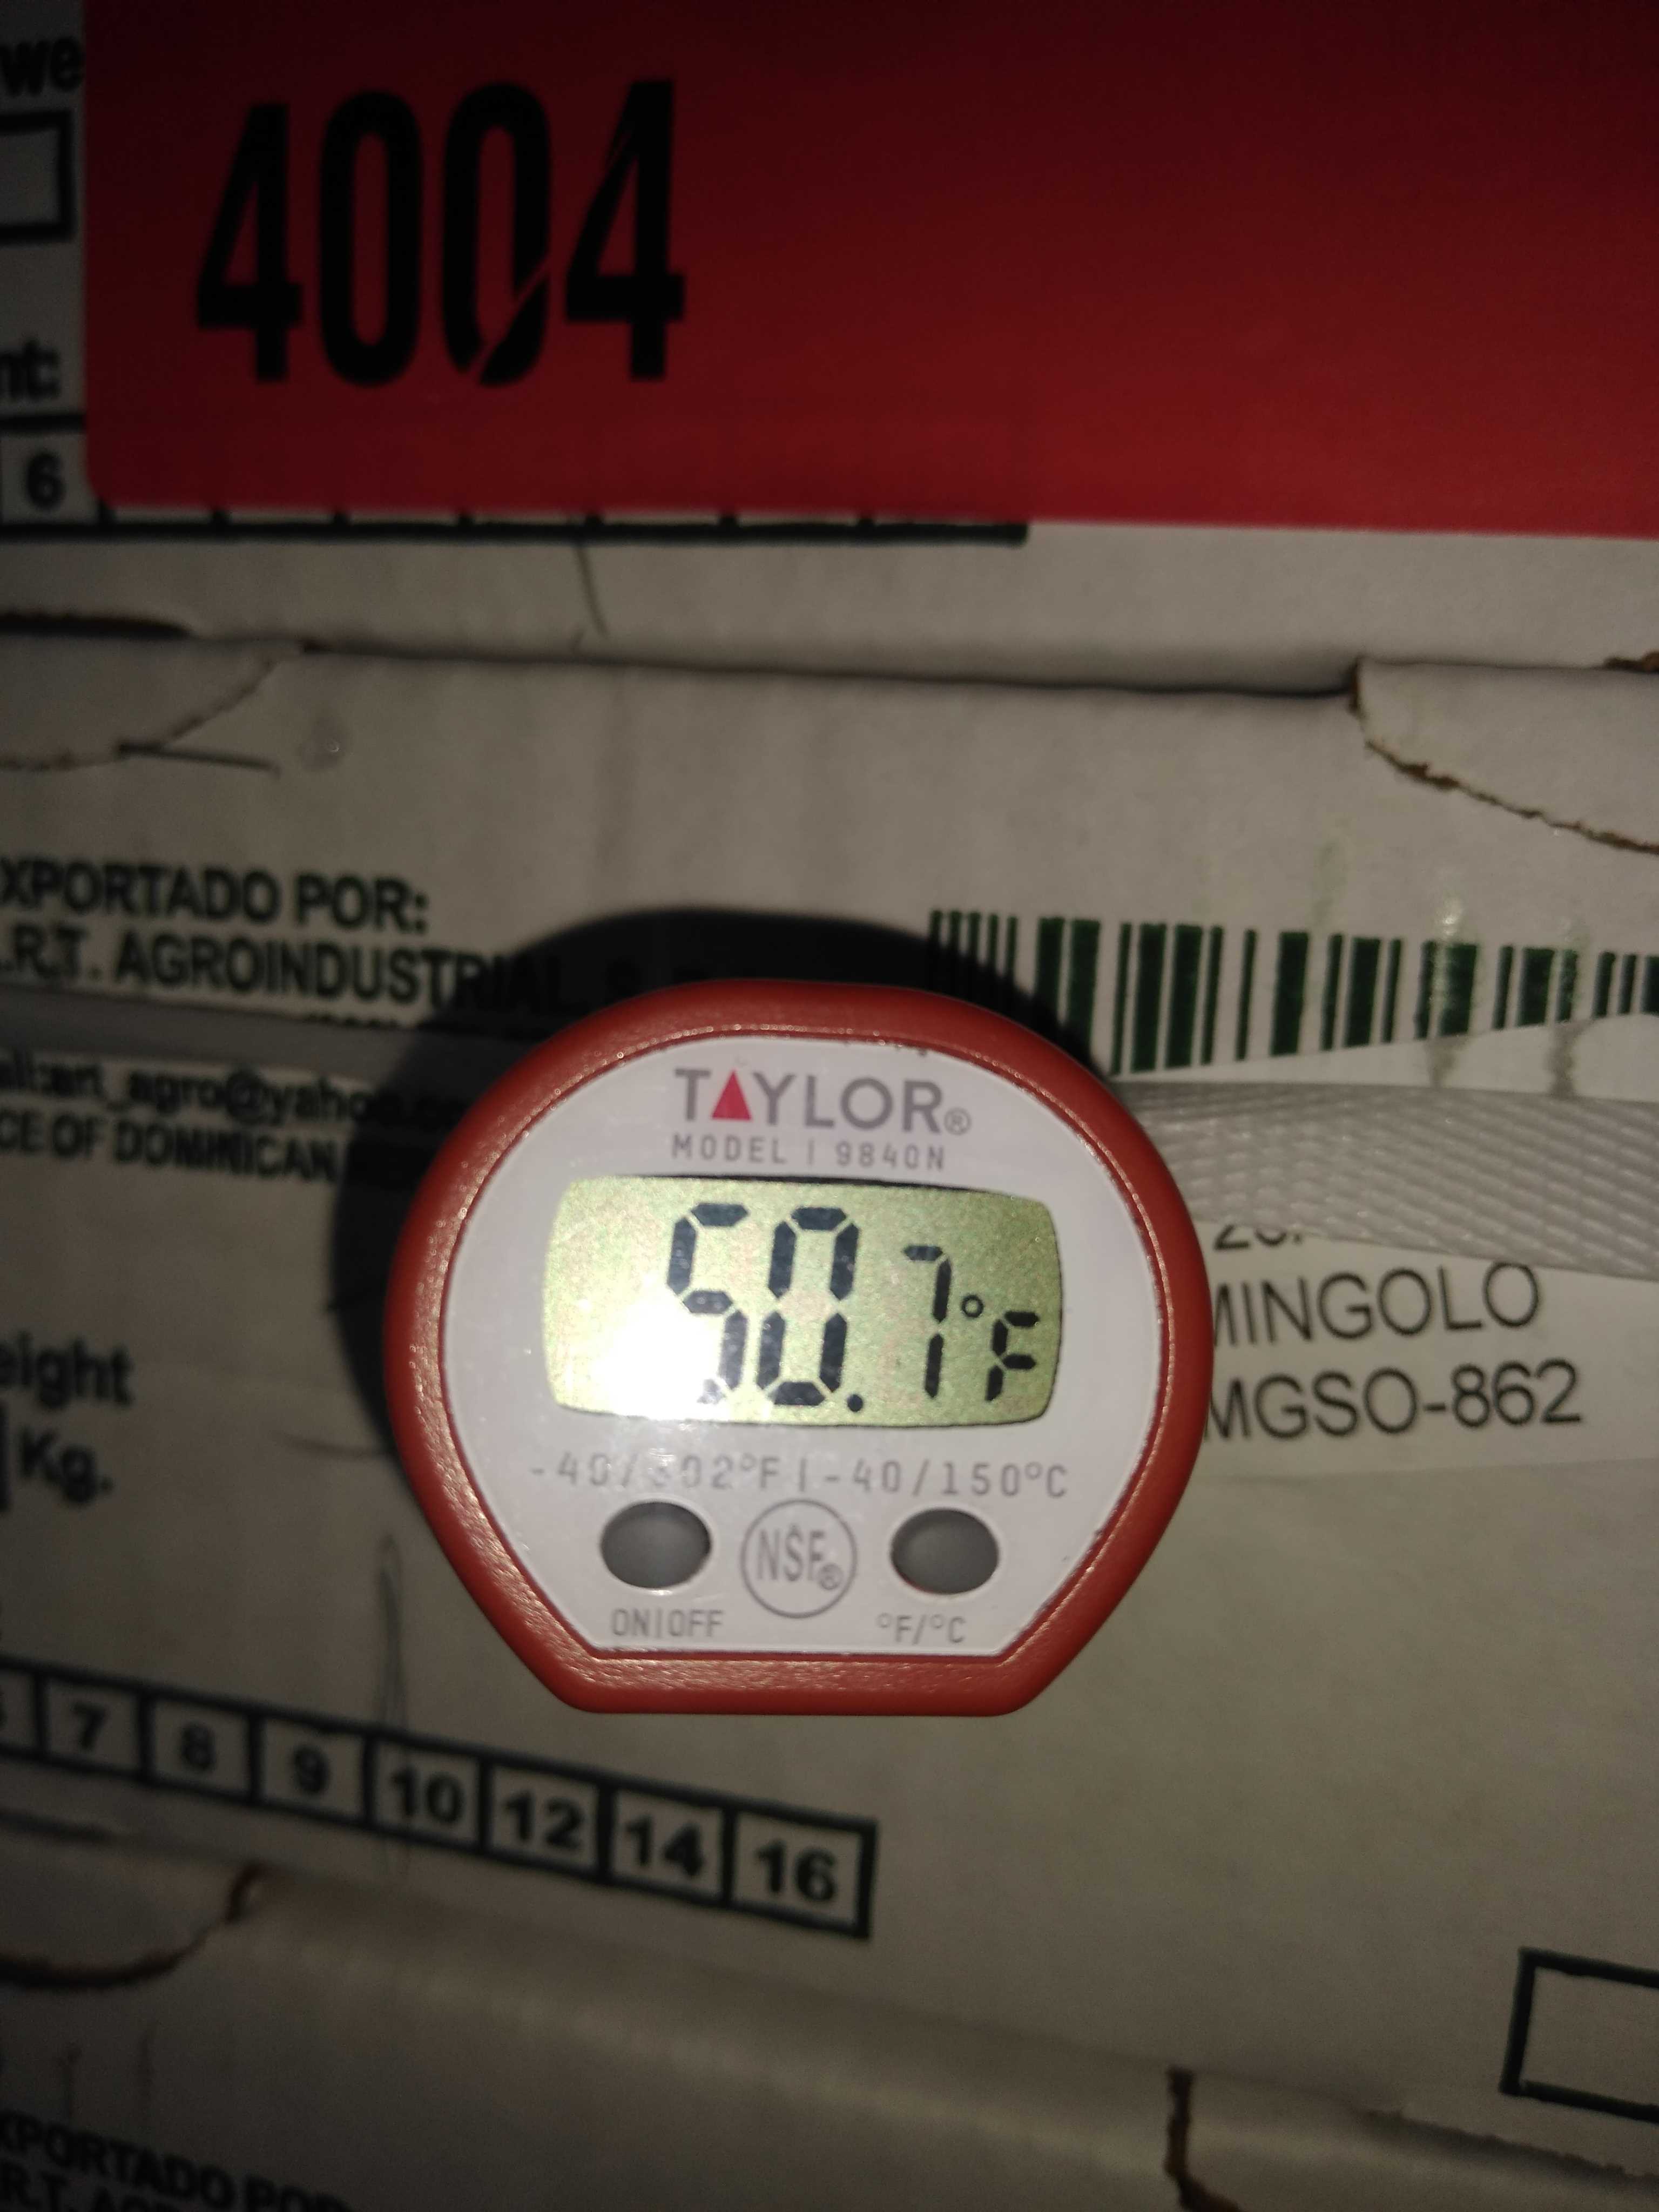 we
4004
nt:
6
XPORTADO POR:
.R.T. AGROINDUSTRIAL
CE OF DOMINICAN
TAYLOR®
MODEL | 9840N
50.7°F
-40/302°F | -40/150°C
NSF®
ON|OFF
°F/°C
MINGOLO
MGSO-862
eight
Kg.
7 8 9 10 12 14 16
XPORTADO POR